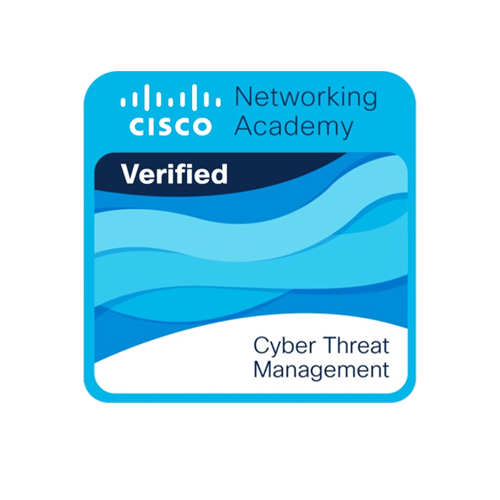 CISCO
Networking
Academy
Verified
Cyber Threat
Management